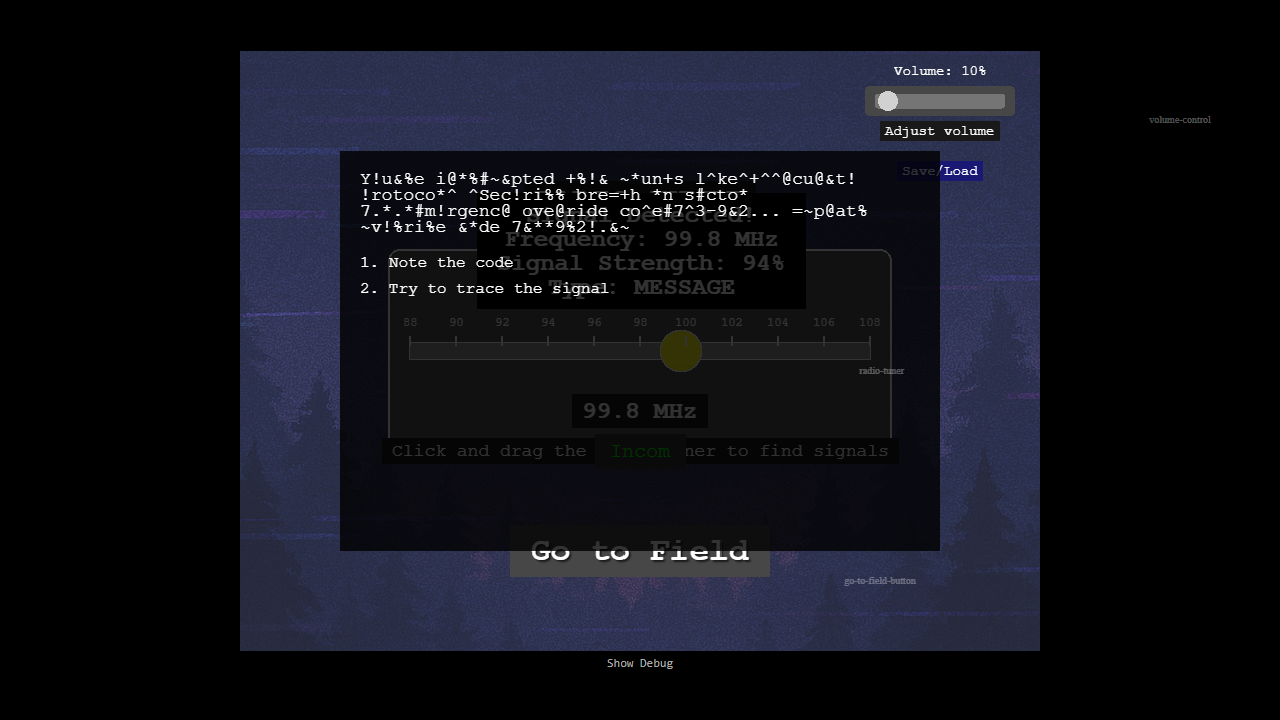 Volume: 10%
volume-control
Adjust volume
Save/Load
Y!u&%e i@*%#~&pted +%!& ~*un+s l^ke^+^^@cu@&t!
!rotoco*^ ^Sec!ri%% bre=+h *n s#cto*
7.*.*#m!rgenc@ ove@ride co^e#7^3-9&2... =~p@at%
~v!%ri%e &*de 7&**9%2!.&~
Signal Detected!
Frequency: 99.8 MHz
Signal Strength: 94%
Type: MESSAGE
1. Note the code
2. Try to trace the signal
88 90 92 94 96 98 100 102 104 106 108
radio-tuner
99.8 MHz
Click and drag the ner to find signals
Incom
Go to Field
go-to-field-button
Show Debug